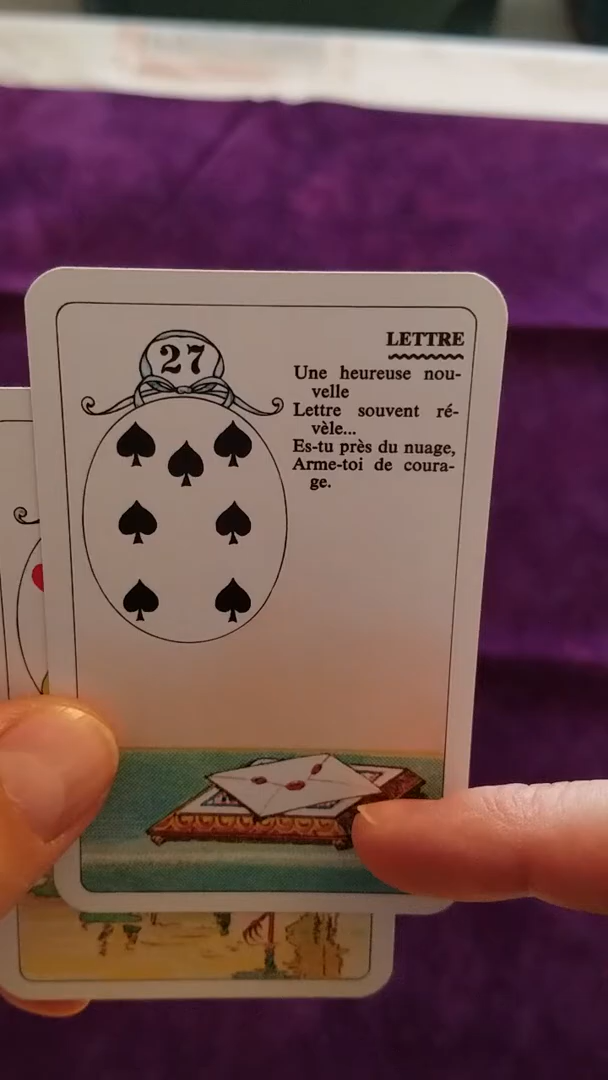 27
LETTRE
Une heureuse nou-
velle
Lettre souvent ré-
vèle...
Es-tu près du nuage,
Arme-toi de coura-
ge.